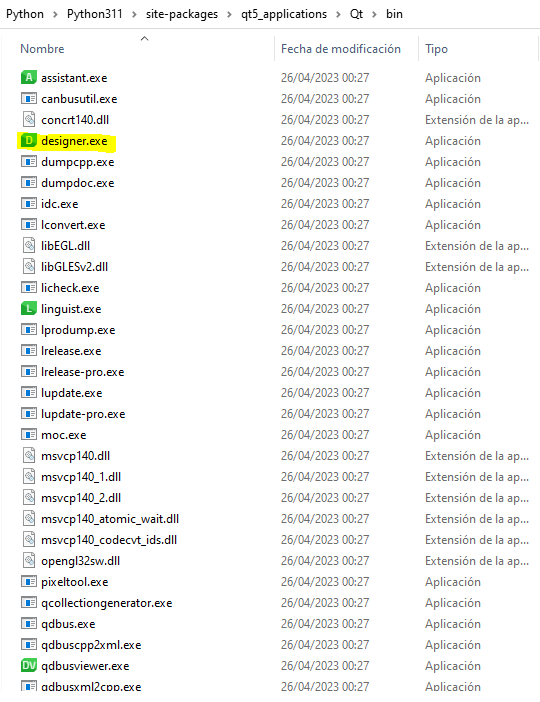 Python > Python311 > site-packages > qt5_applications > Qt > bin
Nombre Fecha de modificación Tipo
assistant.exe 26/04/2023 00:27 Aplicación
canbusutil.exe 26/04/2023 00:27 Aplicación
concrt140.dll 26/04/2023 00:27 Extensión de la ap...
designer.exe 26/04/2023 00:27 Aplicación
dumpcpp.exe 26/04/2023 00:27 Aplicación
dumpdoc.exe 26/04/2023 00:27 Aplicación
idc.exe 26/04/2023 00:27 Aplicación
lconvert.exe 26/04/2023 00:27 Aplicación
libEGL.dll 26/04/2023 00:27 Extensión de la ap...
libGLESv2.dll 26/04/2023 00:27 Extensión de la ap...
licheck.exe 26/04/2023 00:27 Aplicación
linguist.exe 26/04/2023 00:27 Aplicación
lprodump.exe 26/04/2023 00:27 Aplicación
lrelease.exe 26/04/2023 00:27 Aplicación
lrelease-pro.exe 26/04/2023 00:27 Aplicación
lupdate.exe 26/04/2023 00:27 Aplicación
lupdate-pro.exe 26/04/2023 00:27 Aplicación
moc.exe 26/04/2023 00:27 Aplicación
msvcp140.dll 26/04/2023 00:27 Extensión de la ap...
msvcp140_1.dll 26/04/2023 00:27 Extensión de la ap...
msvcp140_2.dll 26/04/2023 00:27 Extensión de la ap...
msvcp140_atomic_wait.dll 26/04/2023 00:27 Extensión de la ap...
msvcp140_codecvt_ids.dll 26/04/2023 00:27 Extensión de la ap...
opengl32sw.dll 26/04/2023 00:27 Extensión de la ap...
pixeltool.exe 26/04/2023 00:27 Aplicación
qcollectiongenerator.exe 26/04/2023 00:27 Aplicación
qdbus.exe 26/04/2023 00:27 Aplicación
qdbuscpp2xml.exe 26/04/2023 00:27 Aplicación
qdbusviewer.exe 26/04/2023 00:27 Aplicación
qdbusxml2cpp.exe 26/04/2023 00:27 Aplicación